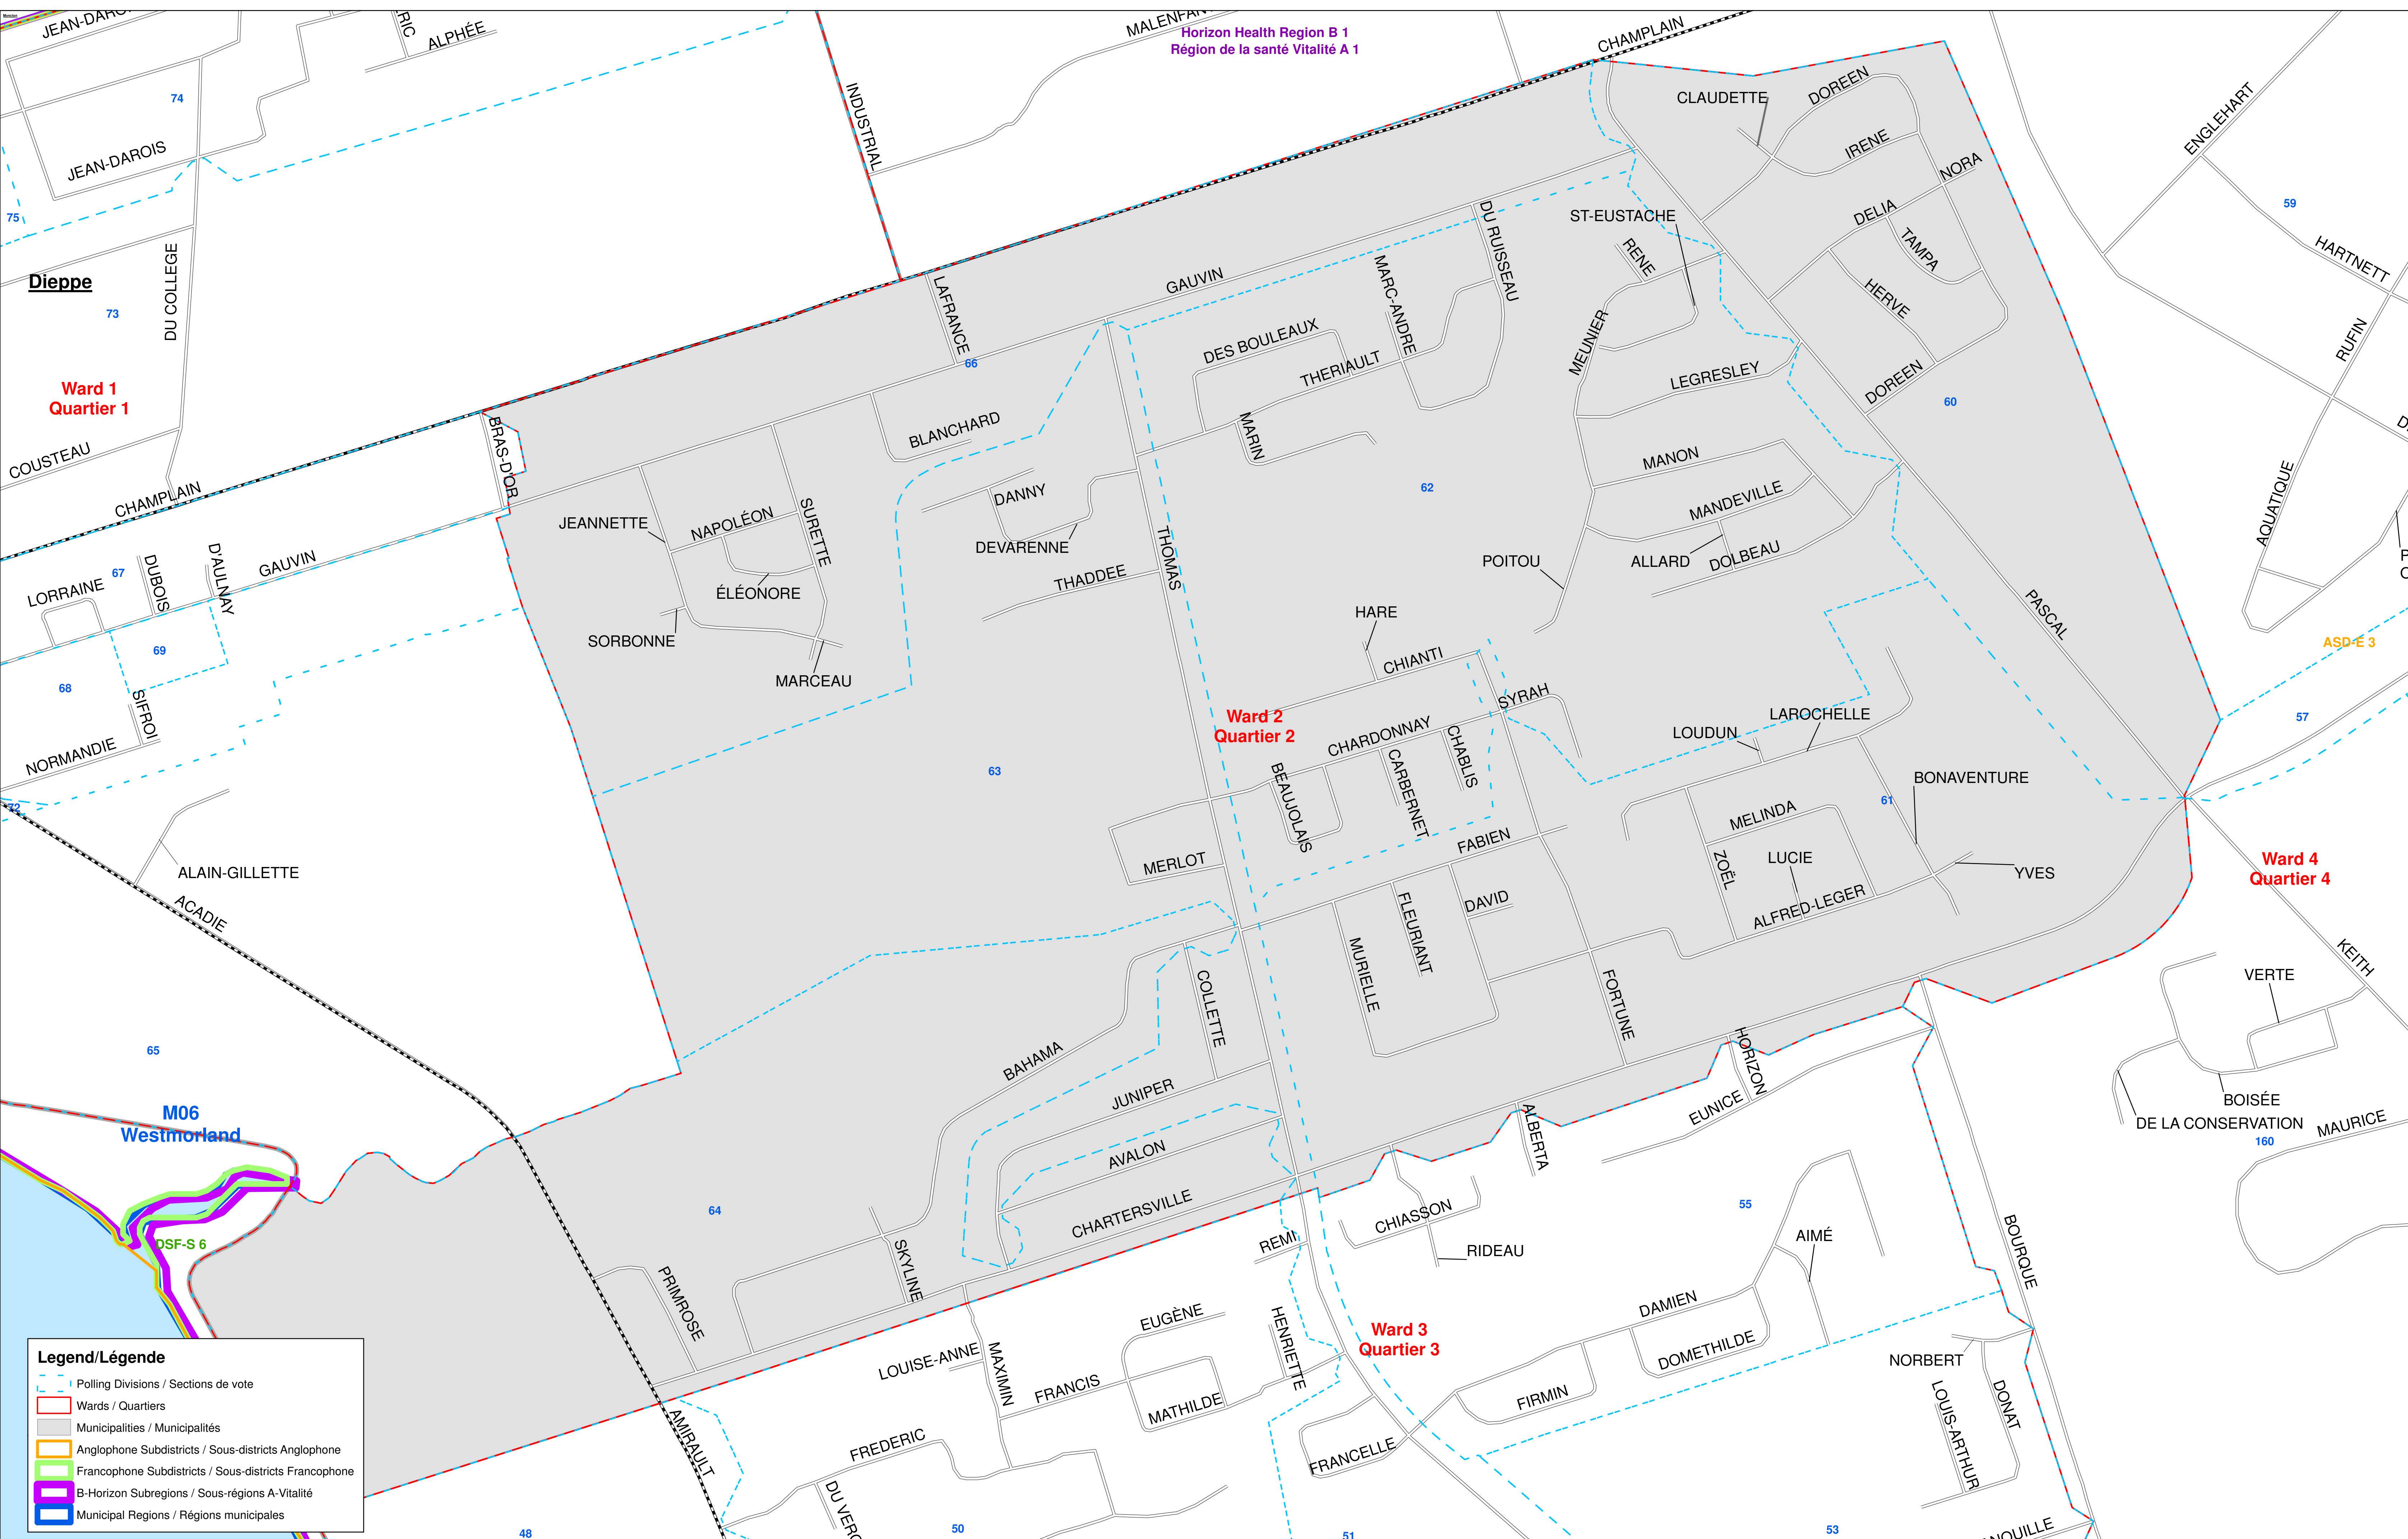 JEAN-DAROIS
ALPHÉE
74
JEAN-DAROIS
75
DU COLLEGE
Dieppe
73
Ward 1
Quartier 1
COUSTEAU
CHAMPLAIN
INDUSTRIAL
Horizon Health Region B 1
Région de la santé Vitalité A 1
CHAMPLAIN
CLAUDETTE
DOREEN
IRENE
NORA
DELIA
TAMPA
HERVE
DOREEN
60
ENGLEHART
59
HARTNETT
RUFIN
AQUATIQUE
ST-EUSTACHE
RENE
DU RUISSEAU
MARC-ANDRE
GAUVIN
LAFRANCE
66
DES BOULEAUX
THERIAULT
MEUNIER
LEGRESLEY
MARIN
BLANCHARD
BRAS-D'OR
MANON
MANDEVILLE
62
DANNY
DEVARENNE
JEANNETTE
NAPOLÉON
SURETTE
ÉLÉONORE
SORBONNE
MARCEAU
THADDEE
THOMAS
POITOU
ALLARD
DOLBEAU
PASCAL
ASD-E 3
57
67
LORRAINE
DUBOIS
D'AULNAY
GAUVIN
69
68
SIFROI
NORMANDIE
72
ALAIN-GILLETTE
ACADIE
HARE
CHIANTI
SYRAH
Ward 2
Quartier 2
CHARDONNAY
CHABLIS
CARBERNET
BEAUJOLAIS
63
LOUDUN
LAROCHELLE
BONAVENTURE
61
MELINDA
ZOËL
LUCIE
ALFRED-LEGER
YVES
Ward 4
Quartier 4
MERLOT
FABIEN
FLEURIANT
DAVID
MURIELLE
FORTUNE
COLLETTE
BAHAMA
JUNIPER
AVALON
CHARTERSVILLE
KEITH
VERTE
BOISÉE
DE LA CONSERVATION
160
MAURICE
HORIZON
EUNICE
ALBERTA
65
M06
Westmorland
DSF-S 6
64
SKYLINE
PRIMROSE
CHIASSON
RIDEAU
REMI
55
AIMÉ
BOURQUE
DAMIEN
DOMETHILDE
FIRMIN
Ward 3
Quartier 3
EUGÈNE
HENRIETTE
LOUISE-ANNE
MAXIMIN
FRANCIS
MATHILDE
FREDERIC
FRANCELLE
AMIRAULT
NORBERT
DONAT
LOUIS-ARTHUR
48
50
51
53
Legend/Légende
Polling Divisions / Sections de vote
Wards / Quartiers
Municipalities / Municipalités
Anglophone Subdistricts / Sous-districts Anglophone
Francophone Subdistricts / Sous-districts Francophone
B-Horizon Subregions / Sous-régions A-Vitalité
Municipal Regions / Régions municipales